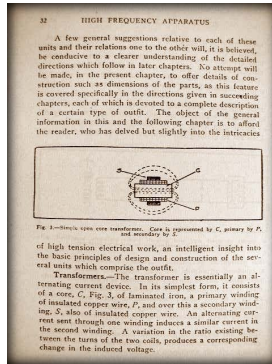 32 HIGH FREQUENCY APPARATUS
A few general suggestions relative to each of these
units and their relations one to the other will, it is believed,
be conducive to a clearer understanding of the detailed
directions which follow in later chapters. No attempt will
be made, in the present chapter, to offer details of con-
struction such as dimensions of the parts, as this feature
is covered specifically in the directions given in succeeding
chapters, each of which is devoted to a complete description
of a certain type of outfit. The object of the general
information in this and the following chapter is to afford
the reader, who has delved but slightly into the intricacies
Fig. 3.—Simple open core transformer. Core is represented by C, primary by P,
and secondary by S.
of high tension electrical work, an intelligent insight into
the basic principles of design and construction of the sev-
eral units which comprise the outfit.
Transformers.—The transformer is essentially an al-
ternating current device. In its simplest form, it consists
of a core, C, Fig. 3, of laminated iron, a primary winding
of insulated copper wire, P, and over this a secondary wind-
ing, S, also of insulated copper wire. An alternating cur-
rent sent through one winding induces a similar current in
the second winding. A variation in the ratio existing be-
tween the turns of the two coils, produces a corresponding
change in the induced voltage.